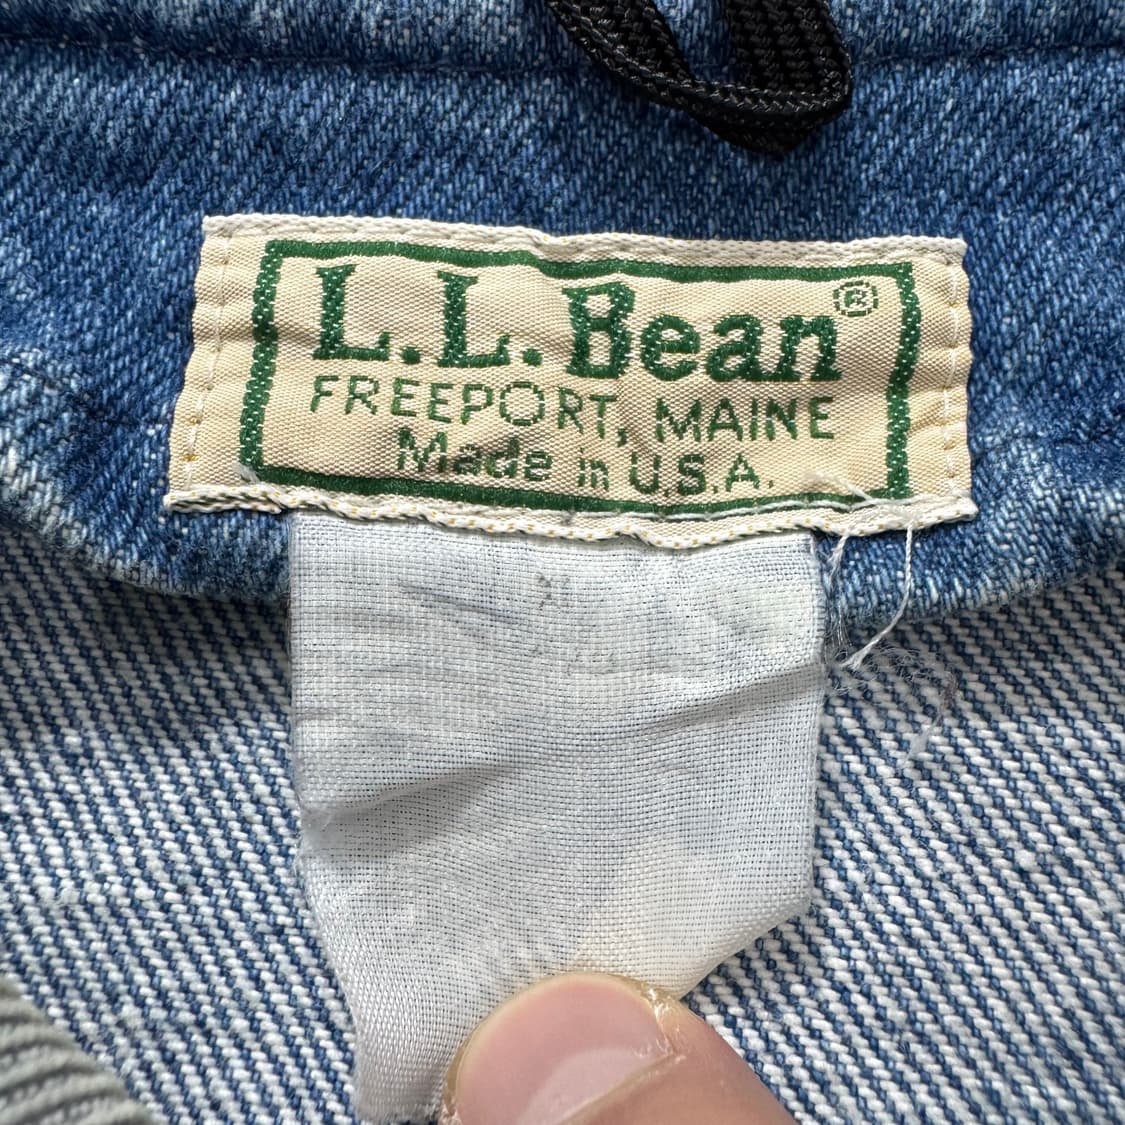 L.L.Bean®
FREEPORT, MAINE
Made in U.S.A.